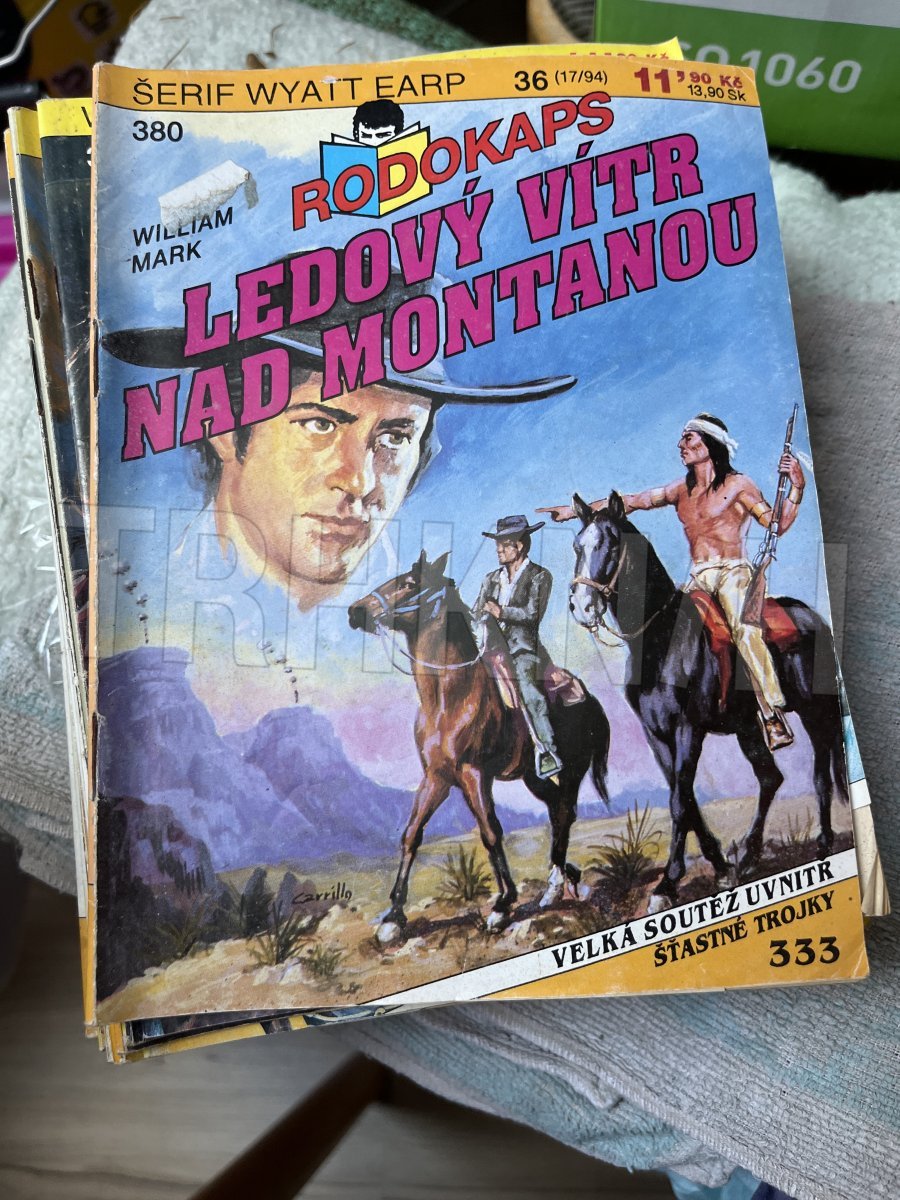 ŠERIF WYATT EARP 36 (17/94) 11,90 Kč
13,90 SK
380
RODOKAPS
WILLIAM
MARK
LEDOVÝ VÍTR
NAD MONTANOU
Carrillo
VELKÁ SOUTĚŽ UVNITŘ
ŠŤASTNÉ TROJKY
333
1060